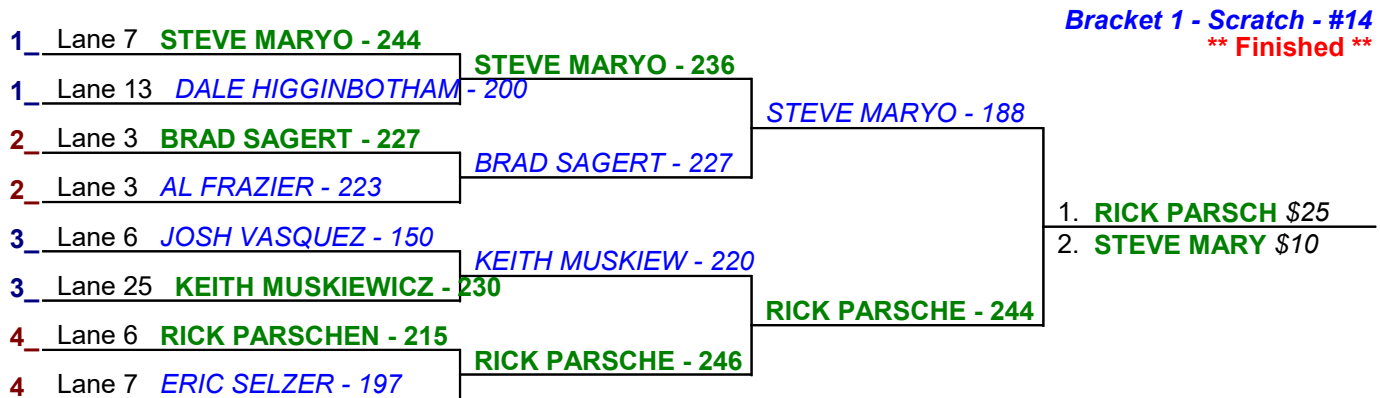 Bracket 1 - Scratch - #14
** Finished **
1_ Lane 7 STEVE MARYO - 244
STEVE MARYO - 236
1_ Lane 13 DALE HIGGINBOTHAM - 200
STEVE MARYO - 188
2_ Lane 3 BRAD SAGERT - 227
BRAD SAGERT - 227
2_ Lane 3 AL FRAZIER - 223
1. RICK PARSCH $25
2. STEVE MARY $10
3_ Lane 6 JOSH VASQUEZ - 150
KEITH MUSKIEW - 220
3_ Lane 25 KEITH MUSKIEWICZ - 230
RICK PARSCHE - 244
4_ Lane 6 RICK PARSCHEN - 215
RICK PARSCHE - 246
4 Lane 7 ERIC SELZER - 197